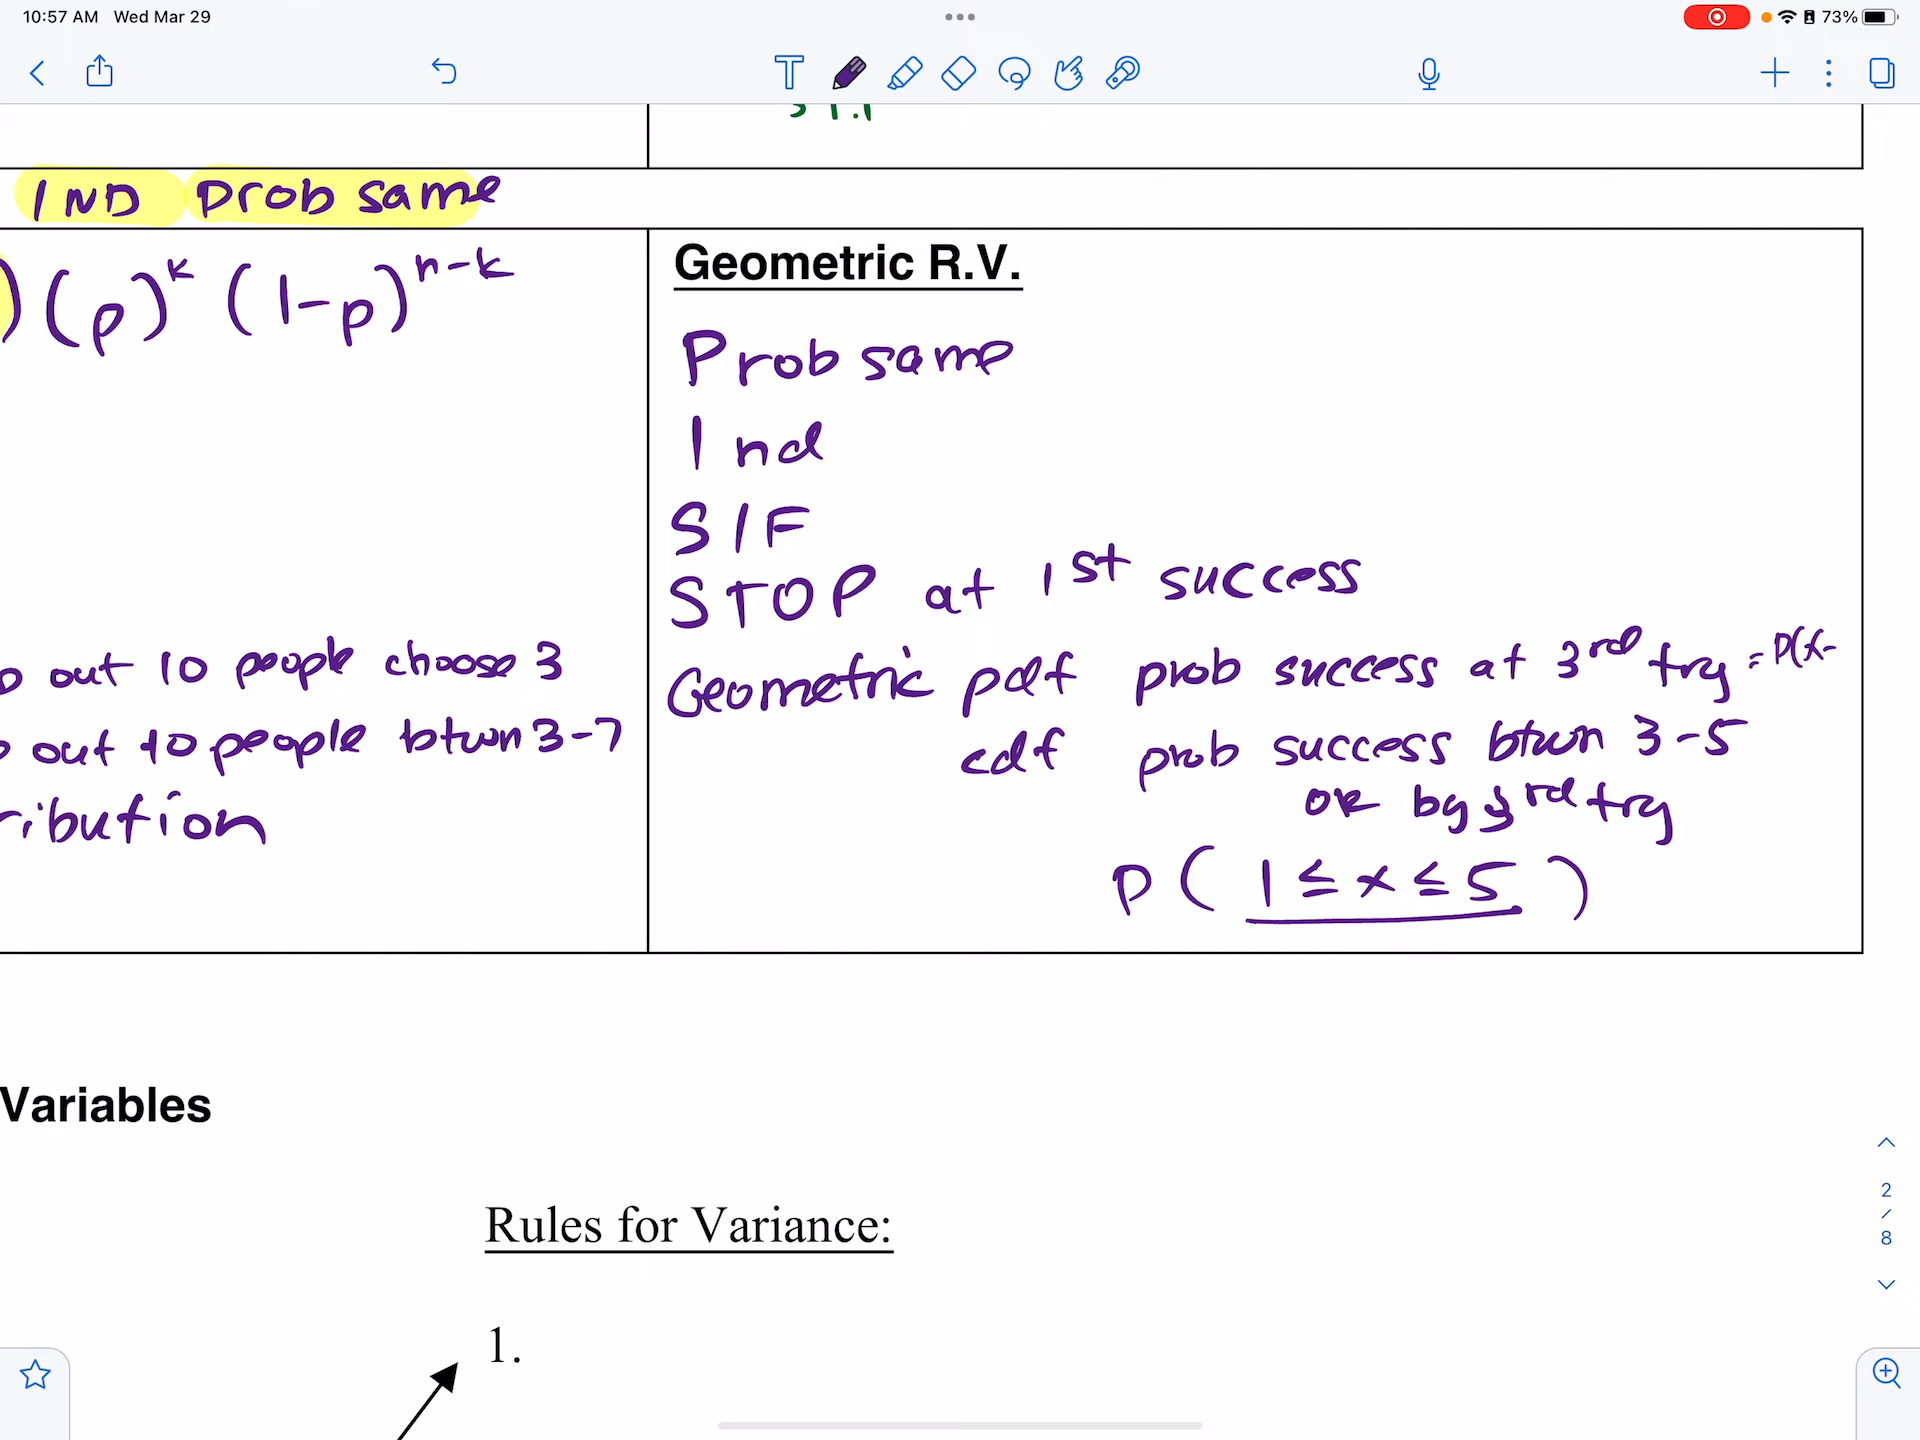 10:57 AM Wed Mar 29
73%
IND prob same
) (p)^k (1-p)^n-k
out 10 people choose 3
out 10 people btwn 3-7
ribution
Geometric R.V.
Prob same
Ind
S/F
STOP at 1st success
Geometric pdf prob success at 3rd try = P(X=
cdf prob success btwn 3-5
OR by 3rd try
P( 1 ≤ x ≤ 5 )
Variables
Rules for Variance:
1.
2
/
8